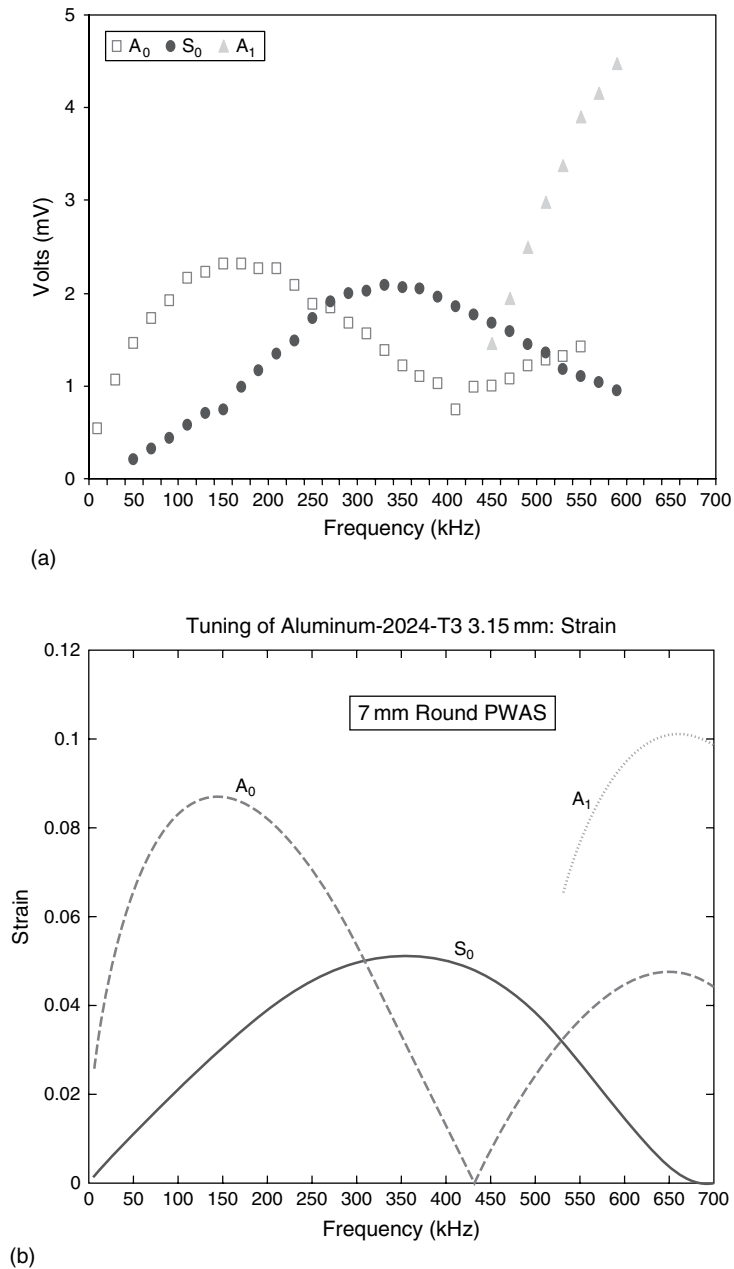 5
A0 S0 A1
4
3
Volts (mV)
2
1
0
0 50 100 150 200 250 260 300 350 400 450 500 550 600 650 700
Frequency (kHz)
(a)
Tuning of Aluminum-2024-T3 3.15 mm: Strain
0.12
7 mm Round PWAS
0.1
A0
A1
0.08
0.06
Strain
S0
0.04
0.02
0
0 50 100 150 200 250 300 350 400 450 500 550 600 650 700
Frequency (kHz)
(b)